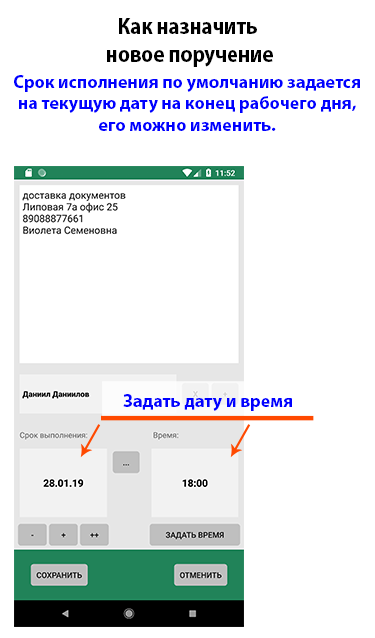 Как назначить
новое поручение
Срок исполнения по умолчанию задается
на текущую дату на конец рабочего дня,
его можно изменить.
11:52
доставка документов
Липовая 7а офис 25
89088877661
Виолета Семеновна
Даниил Даниилов
Задать дату и время
Срок выполнения:
Время:
28.01.19
...
18:00
- + ++
ЗАДАТЬ ВРЕМЯ
СОХРАНИТЬ
ОТМЕНИТЬ